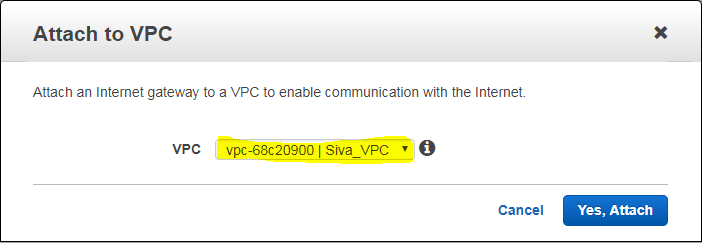 Attach to VPC
Attach an Internet gateway to a VPC to enable communication with the Internet.
VPC vpc-68c20900 | Siva_VPC
Cancel Yes, Attach